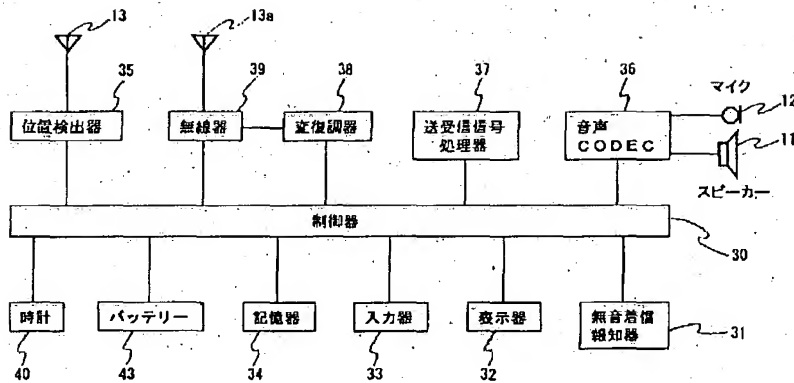 13
13a
35
39
38
37
36
マイク
12
位置検出器
無線器
変復調器
送受信信号
処理器
音声
CODEC
11
スピーカー
制御器
30
時計
バッテリー
記憶器
入力器
表示器
無音着信
報知器
40
43
34
33
32
31